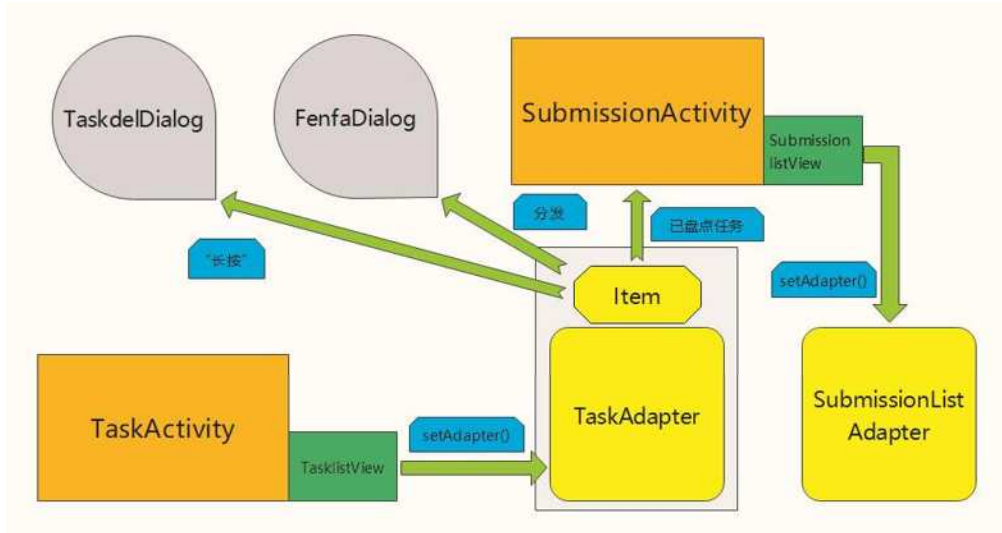 TaskdelDialog
FenfaDialog
SubmissionActivity
Submission
listView
分发
已盘点任务
"长按"
setAdapter()
Item
TaskActivity
TasklistView
setAdapter()
TaskAdapter
SubmissionList
Adapter